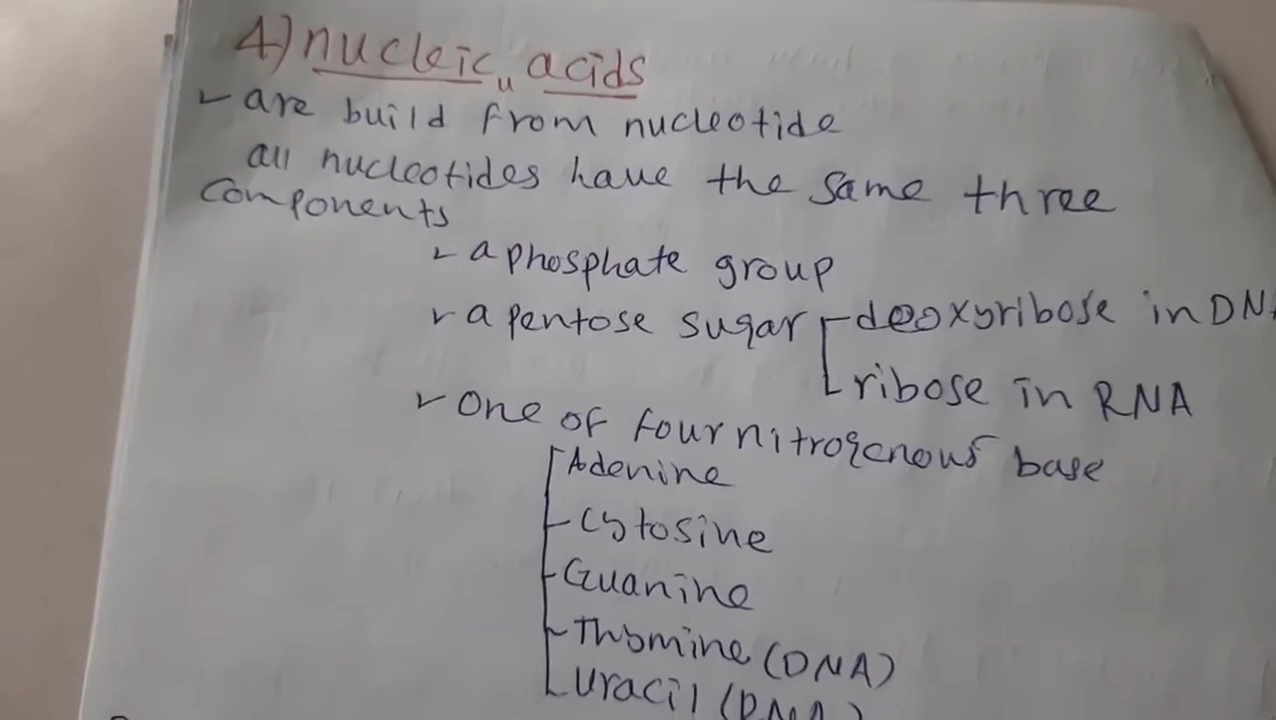 4) nucleic acids
are build from nucleotide
all nucleotides have the same three
components
a phosphate group
a pentose sugar deoxyribose in DN
ribose in RNA
one of four nitrogenous base
Adenine
Cytosine
Guanine
Thymine (DNA)
uracil (RNA)